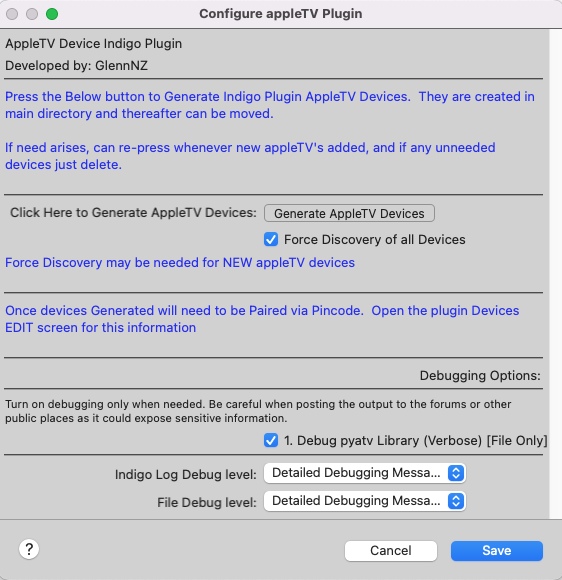 Configure appleTV Plugin
AppleTV Device Indigo Plugin
Developed by: GlennNZ
Press the Below button to Generate Indigo Plugin AppleTV Devices.  They are created in
main directory and thereafter can be moved.
If need arises, can re-press whenever new appleTV's added, and if any unneeded
devices just delete.
Click Here to Generate AppleTV Devices: Generate AppleTV Devices
Force Discovery of all Devices
Force Discovery may be needed for NEW appleTV devices
Once devices Generated will need to be Paired via Pincode.  Open the plugin Devices
EDIT screen for this information
Debugging Options:
Turn on debugging only when needed. Be careful when posting the output to the forums or other
public places as it could expose sensitive information.
1. Debug pyatv Library (Verbose) [File Only]
Indigo Log Debug level: Detailed Debugging Messa...
File Debug level: Detailed Debugging Messa...
? Cancel Save